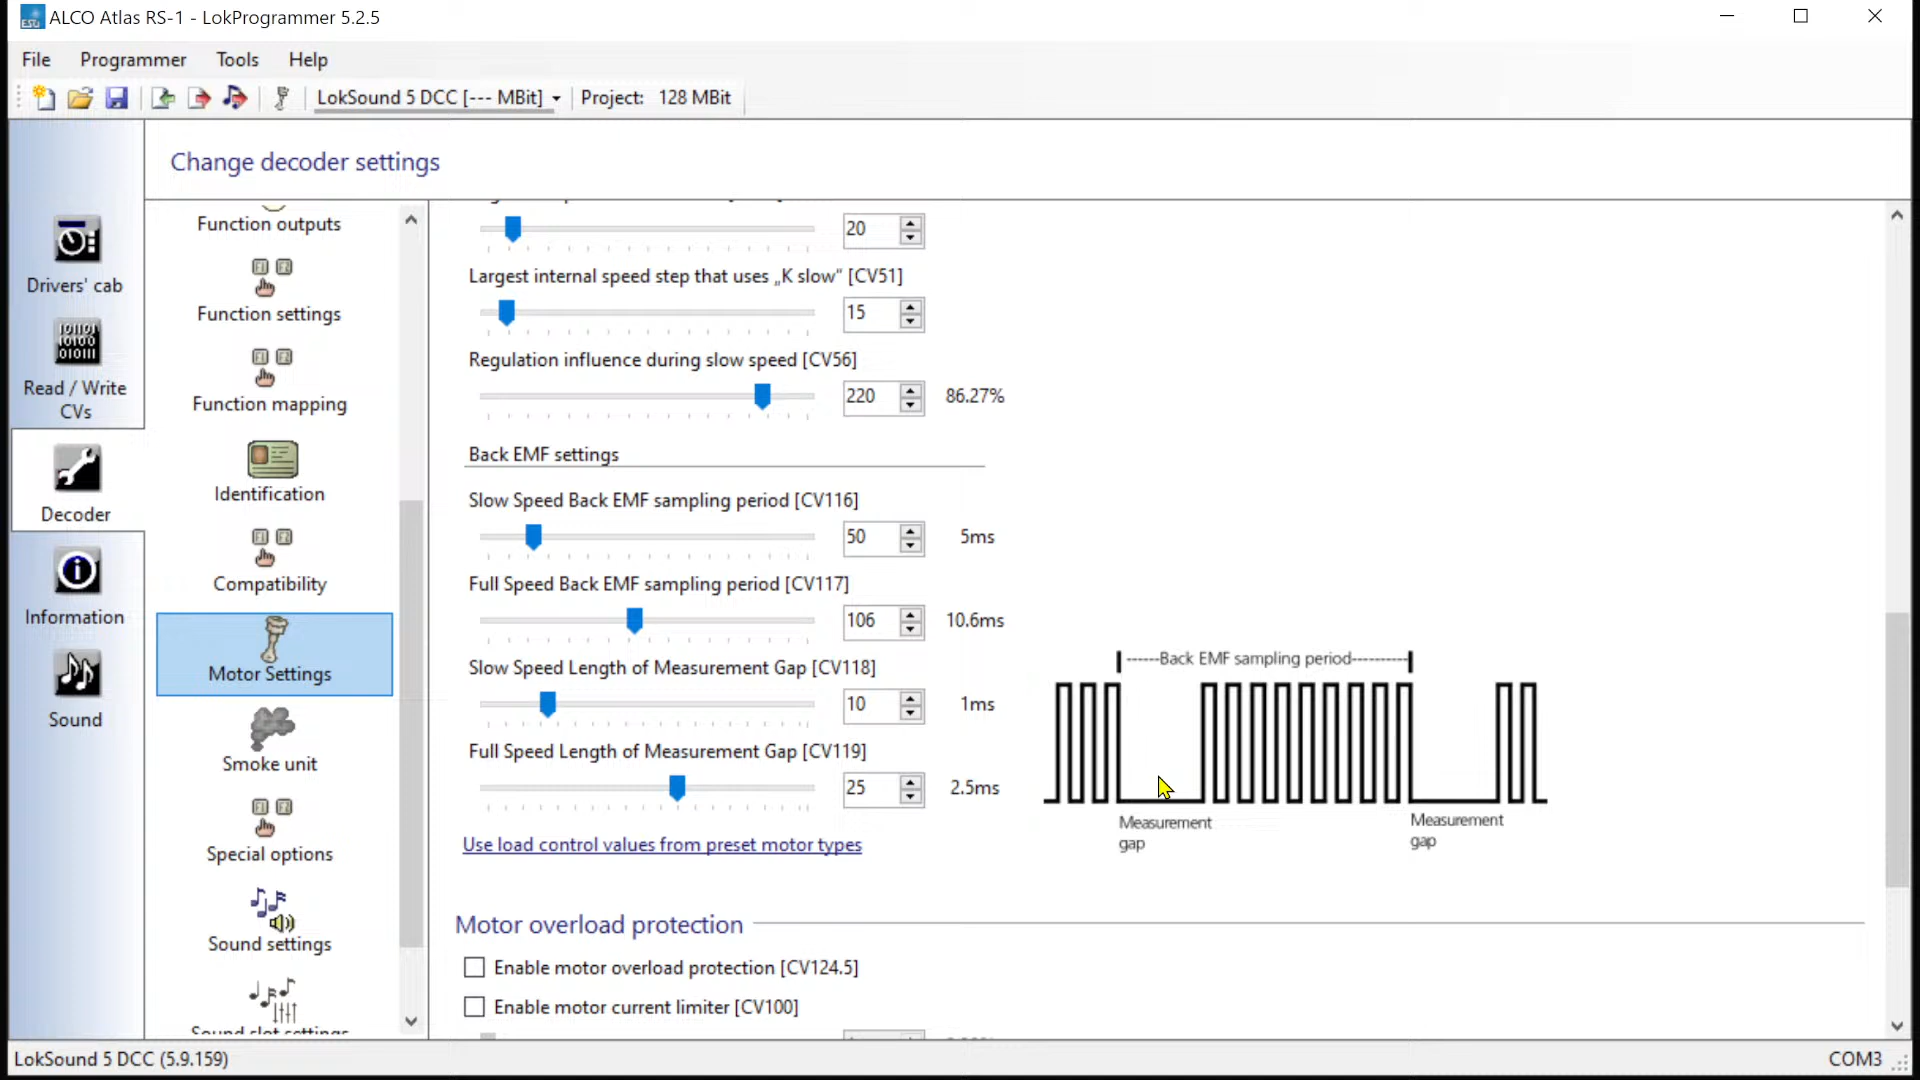 ALCO Atlas RS-1 - LokProgrammer 5.2.5
File Programmer Tools Help
LokSound 5 DCC [--- MBit] Project: 128 MBit
Change decoder settings
Drivers' cab
Read / Write
CVs
Decoder
Information
Sound
Function outputs
Function settings
Function mapping
Identification
Compatibility
Motor Settings
Smoke unit
Special options
Sound settings
Sound slot settings
20
Largest internal speed step that uses „K slow“ [CV51]
15
Regulation influence during slow speed [CV56]
220 86.27%
Back EMF settings
Slow Speed Back EMF sampling period [CV116]
50 5ms
Full Speed Back EMF sampling period [CV117]
106 10.6ms
Slow Speed Length of Measurement Gap [CV118]
10 1ms
Full Speed Length of Measurement Gap [CV119]
25 2.5ms
Use load control values from preset motor types
Back EMF sampling period
Measurement
gap
Measurement
gap
Motor overload protection
Enable motor overload protection [CV124.5]
Enable motor current limiter [CV100]
LokSound 5 DCC (5.9.159) COM3